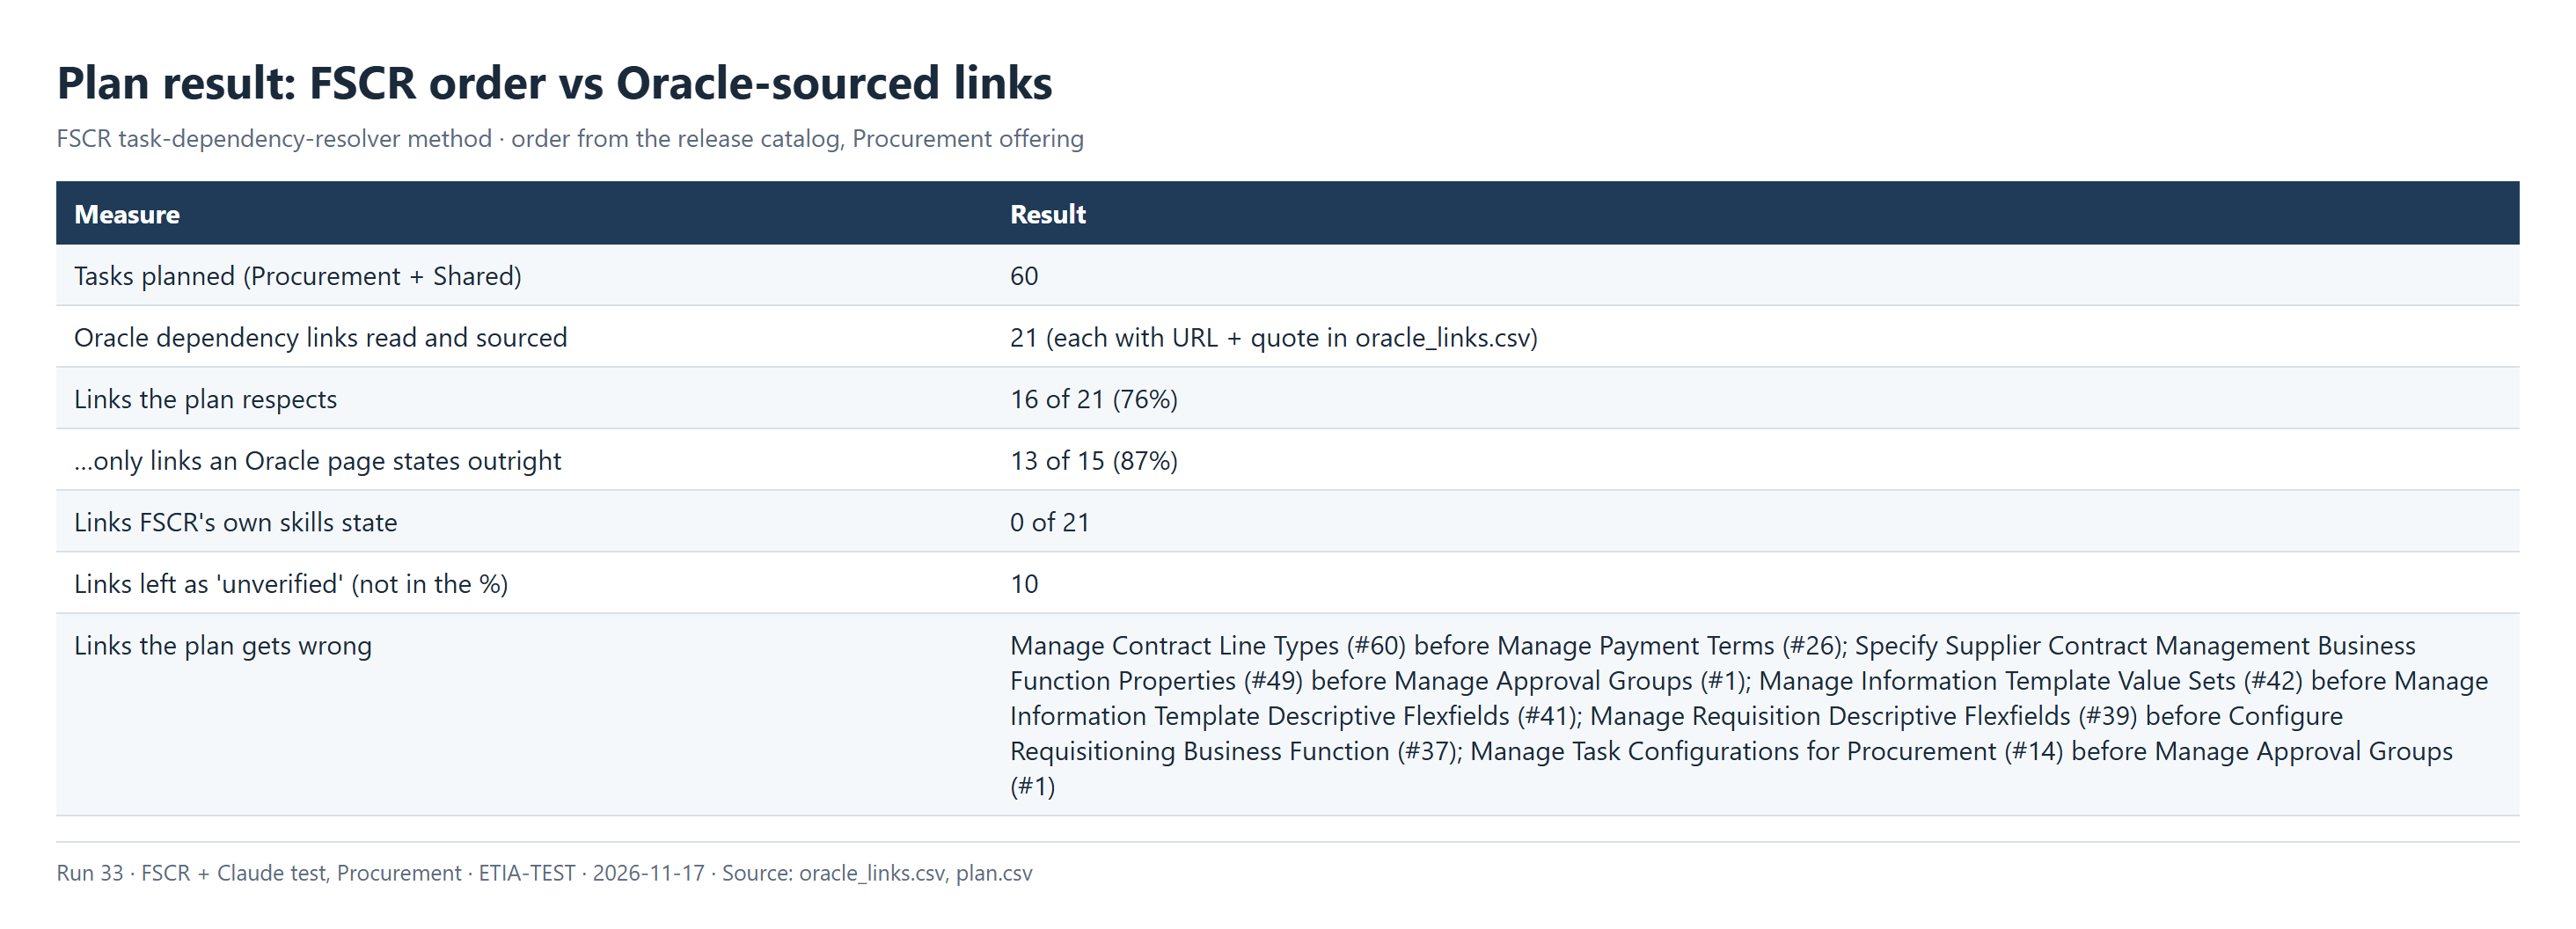 Plan result: FSCR order vs Oracle-sourced links
FSCR task-dependency-resolver method · order from the release catalog, Procurement offering
Measure Result
Tasks planned (Procurement + Shared) 60
Oracle dependency links read and sourced 21 (each with URL + quote in oracle_links.csv)
Links the plan respects 16 of 21 (76%)
...only links an Oracle page states outright 13 of 15 (87%)
Links FSCR's own skills state 0 of 21
Links left as 'unverified' (not in the %) 10
Links the plan gets wrong Manage Contract Line Types (#60) before Manage Payment Terms (#26); Specify Supplier Contract Management Business
Function Properties (#49) before Manage Approval Groups (#1); Manage Information Template Value Sets (#42) before Manage
Information Template Descriptive Flexfields (#41); Manage Requisition Descriptive Flexfields (#39) before Configure
Requisitioning Business Function (#37); Manage Task Configurations for Procurement (#14) before Manage Approval Groups
(#1)
Run 33 · FSCR + Claude test, Procurement · ETIA-TEST · 2026-11-17 · Source: oracle_links.csv, plan.csv